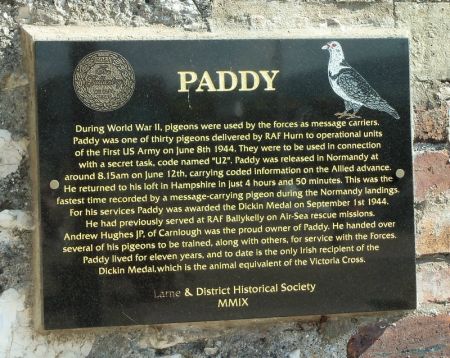 PADDY
During World War II, pigeons were used by the forces as message carriers.
Paddy was one of thirty pigeons delivered by RAF Hurn to operational units
of the First US Army on June 8th 1944. They were to be used in connection
with a secret task, code named "U2". Paddy was released in Normandy at
around 8.15am on June 12th, carrying coded information on the Allied advance.
He returned to his loft in Hampshire in just 4 hours and 50 minutes. This was the
fastest time recorded by a message-carrying pigeon during the Normandy landings.
For his services Paddy was awarded the Dickin Medal on September 1st 1944.
He had previously served at RAF Ballykelly on Air-Sea rescue missions.
Andrew Hughes JP, of Carnlough was the proud owner of Paddy. He handed over
several of his pigeons to be trained, along with others, for service with the Forces.
Paddy lived for eleven years, and to date is the only Irish recipient of the
Dickin Medal, which is the animal equivalent of the Victoria Cross.
Larne & District Historical Society
MMIX